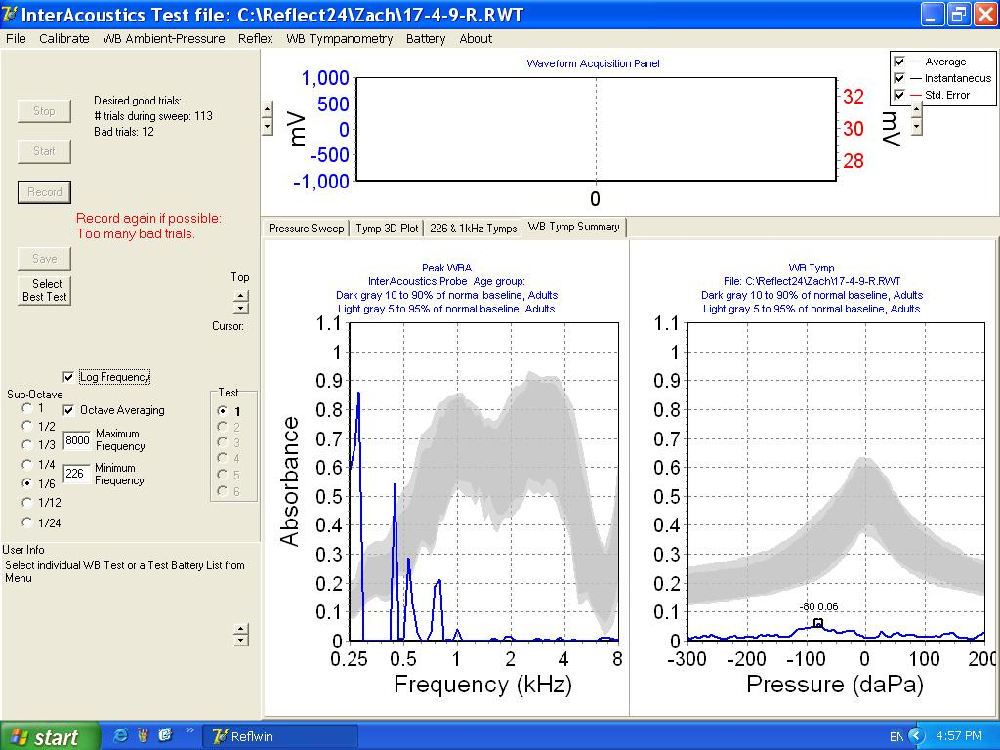 InterAcoustics Test file: C:\Reflect24\Zach\17-4-9-R.RWT
File Calibrate WB Ambient-Pressure Reflex WB Tympanometry Battery About
Stop
Start
Record
Desired good trials:
# trials during sweep: 113
Bad trials: 12
Record again if possible:
Too many bad trials.
Save
Select
Best Test
Top
Cursor:
Log Frequency
Sub-Octave
1
1/2
1/3
1/4
1/6
1/12
1/24
Octave Averaging
8000
Maximum
Frequency
226
Minimum
Frequency
Test
1
2
3
4
5
6
User Info
Select individual WB Test or a Test Battery List from
Menu
Waveform Acquisition Panel
mV
1,000
500
0
-500
-1,000
0
32
30
28
mV
Average
Instantaneous
Std. Error
Pressure Sweep Tymp 3D Plot 226 & 1kHz Tymps WB Tymp Summary
Peak WBA
InterAcoustics Probe Age group:
Dark gray 10 to 90% of normal baseline, Adults
Light gray 5 to 95% of normal baseline, Adults
Absorbance
1.1
1
0.9
0.8
0.7
0.6
0.5
0.4
0.3
0.2
0.1
0
0.25 0.5 1 2 4 8
Frequency (kHz)
WB Tymp
File: C:\Reflect24\Zach\17-4-9-R.RWT
Dark gray 10 to 90% of normal baseline, Adults
Light gray 5 to 95% of normal baseline, Adults
1.1
1
0.9
0.8
0.7
0.6
0.5
0.4
0.3
0.2
0.1
0
-80 0.06
-300 -200 -100 0 100 200
Pressure (daPa)
start
Reflwin
EN
4:57 PM